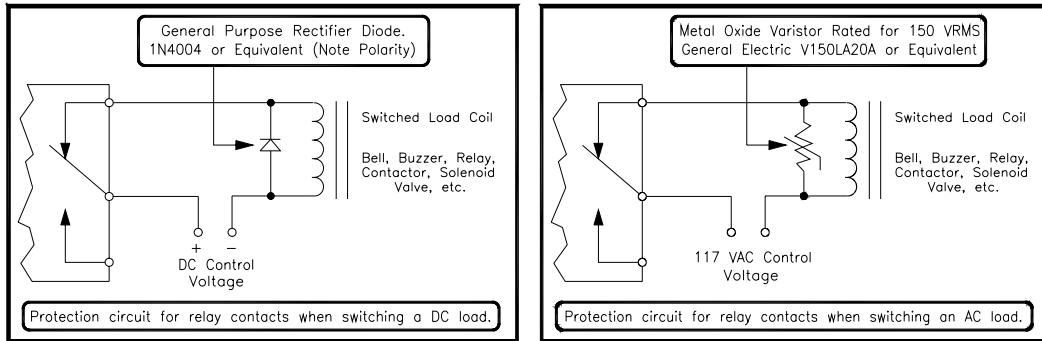 General Purpose Rectifier Diode.
1N4004 or Equivalent (Note Polarity)
Switched Load Coil
Bell, Buzzer, Relay,
Contactor, Solenoid
Valve, etc.
+ −
DC Control
Voltage
Protection circuit for relay contacts when switching a DC load.
Metal Oxide Varistor Rated for 150 VRMS
General Electric V150LA20A or Equivalent
Switched Load Coil
Bell, Buzzer, Relay,
Contactor, Solenoid
Valve, etc.
117 VAC Control
Voltage
Protection circuit for relay contacts when switching an AC load.